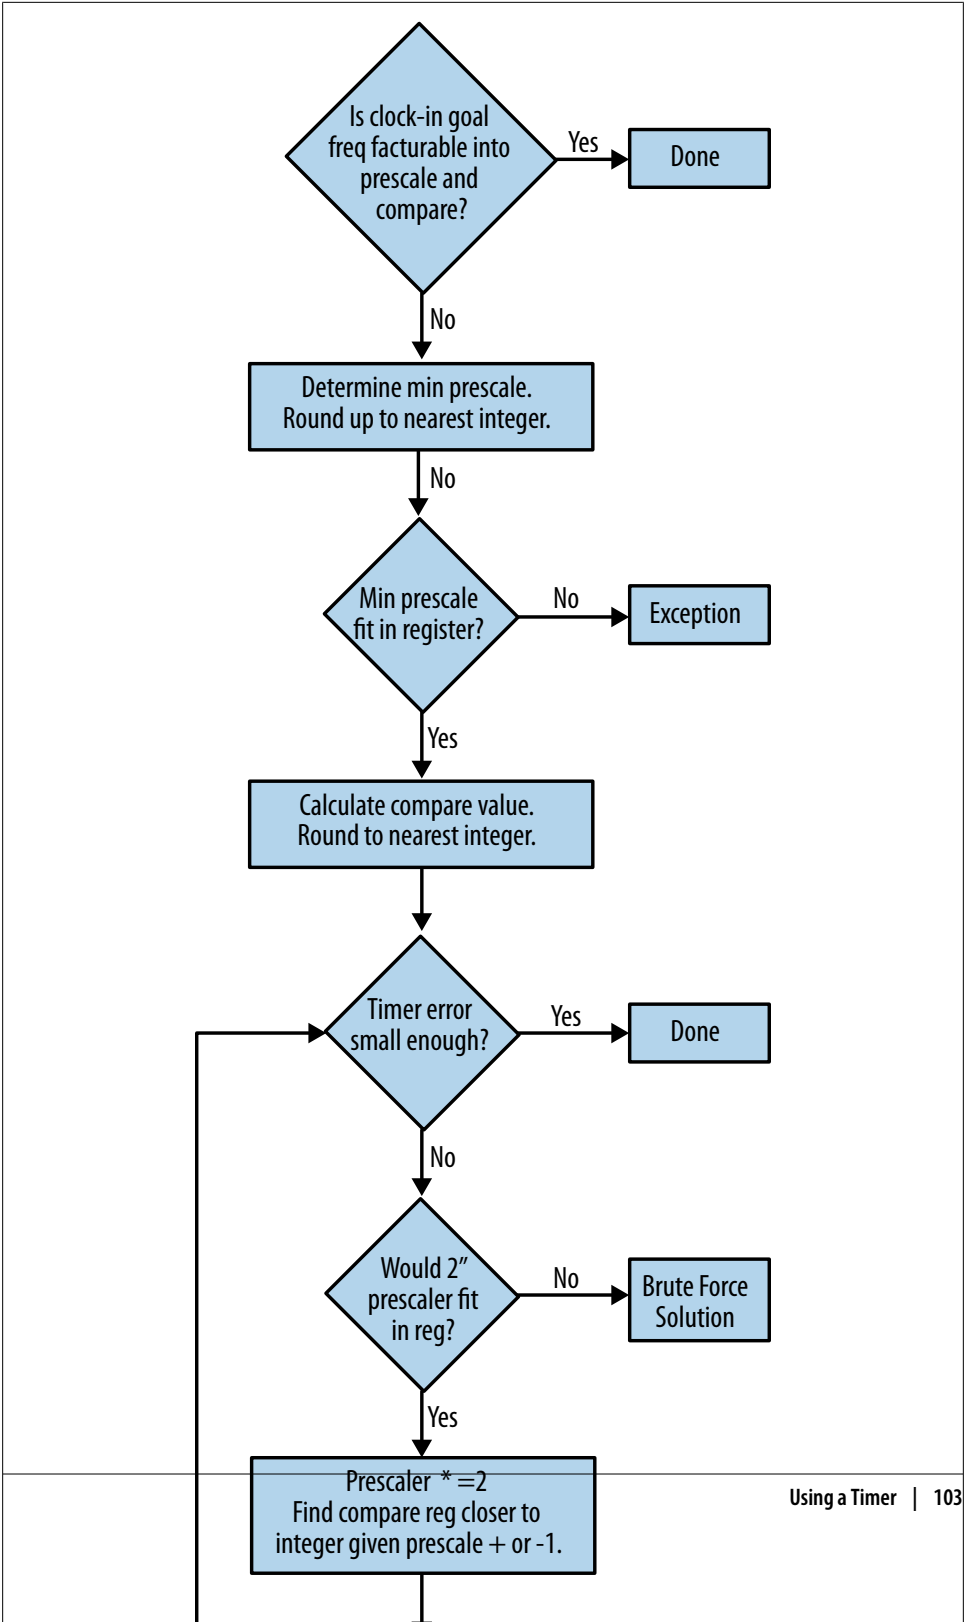 Is clock-in goal
freq facturable into
prescale and
compare?
Yes
Done
No
Determine min prescale.
Round up to nearest integer.
No
Min prescale
fit in register?
No
Exception
Yes
Calculate compare value.
Round to nearest integer.
Timer error
small enough?
Yes
Done
No
Would 2″
prescaler fit
in reg?
No
Brute Force
Solution
Yes
Prescaler * =2
Find compare reg closer to
integer given prescale + or -1.
Using a Timer | 103